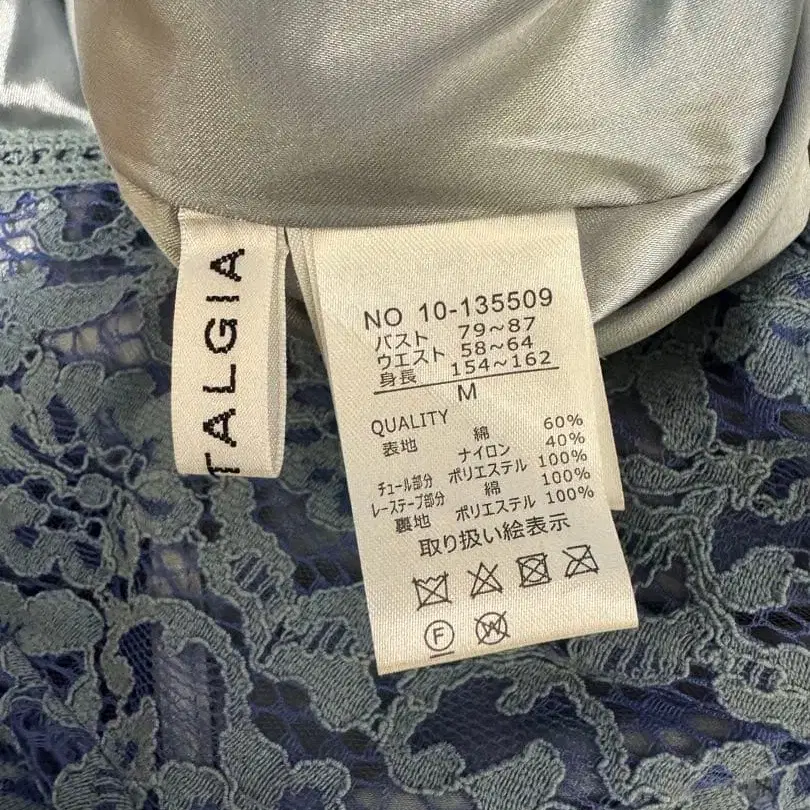 TALGIA
NO 10-135509
バスト 79～87
ウエスト 58～64
身長 154～162
M
QUALITY
表地 綿 60%
ナイロン 40%
チュール部分 ポリエステル 100%
レーステープ部分 綿 100%
裏地 ポリエステル 100%
取り扱い絵表示
F W